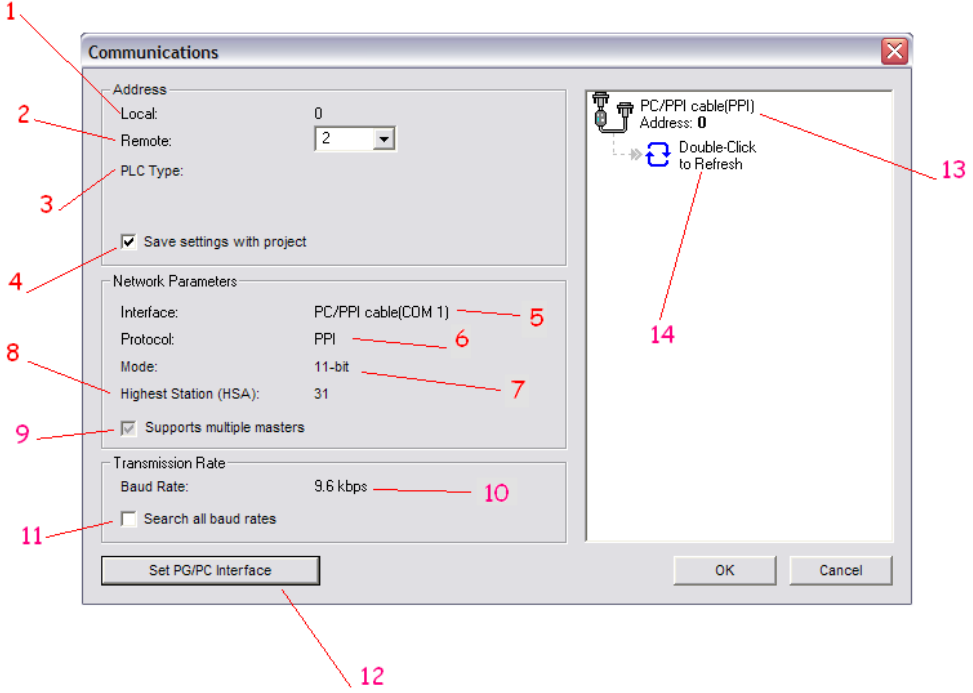 1
Communications
Address
Local: 0
2
Remote: 2
PLC Type:
3
Save settings with project
4
Network Parameters
Interface: PC/PPI cable(COM 1)
5
Protocol: PPI
6
Mode: 11-bit
7
8
Highest Station (HSA): 31
9
Supports multiple masters
Transmission Rate
Baud Rate: 9.6 kbps
10
Search all baud rates
11
Set PG/PC Interface
12
PC/PPI cable(PPI)
Address: 0
13
Double-Click
to Refresh
14
OK
Cancel